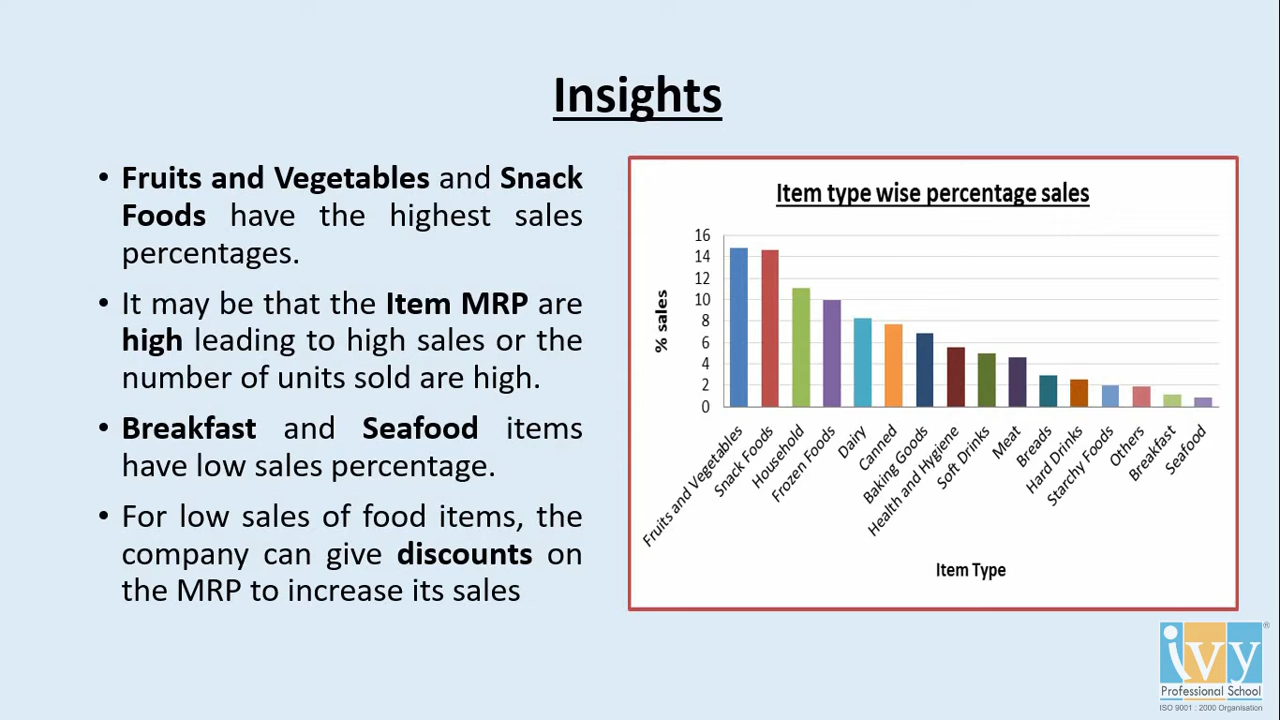 Insights
• Fruits and Vegetables and Snack
Foods have the highest sales
percentages.
• It may be that the Item MRP are
high leading to high sales or the
number of units sold are high.
• Breakfast and Seafood items
have low sales percentage.
• For low sales of food items, the
company can give discounts on
the MRP to increase its sales
Item type wise percentage sales
% sales
16
14
12
10
8
6
4
2
0
Fruits and Vegetables
Snack Foods
Household
Frozen Foods
Dairy
Canned
Baking Goods
Health and Hygiene
Soft Drinks
Meat
Breads
Hard Drinks
Starchy Foods
Others
Breakfast
Seafood
Item Type
ivy
®
Professional School
ISO 9001 : 2000 Organisation